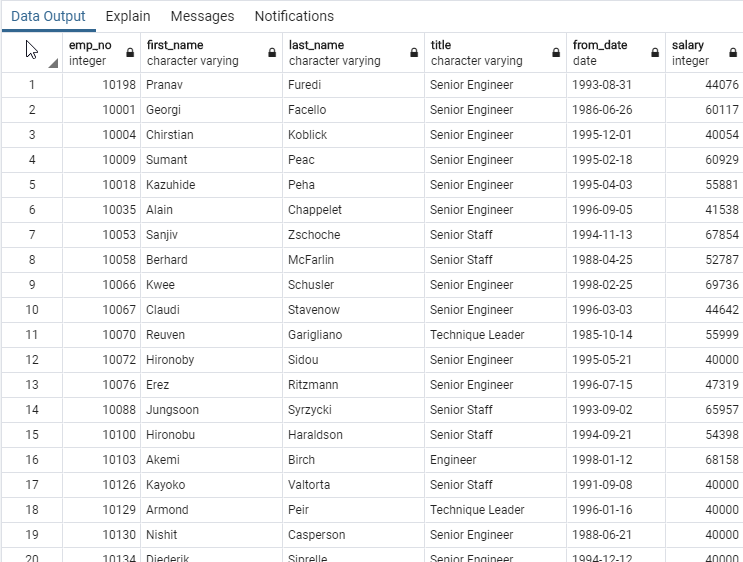 Data Output Explain Messages Notifications
emp_no first_name last_name title from_date salary
integer character varying character varying character varying date integer
1 10198 Pranav Furedi Senior Engineer 1993-08-31 44076
2 10001 Georgi Facello Senior Engineer 1986-06-26 60117
3 10004 Chirstian Koblick Senior Engineer 1995-12-01 40054
4 10009 Sumant Peac Senior Engineer 1995-02-18 60929
5 10018 Kazuhide Peha Senior Engineer 1995-04-03 55881
6 10035 Alain Chappelet Senior Engineer 1996-09-05 41538
7 10053 Sanjiv Zschoche Senior Staff 1994-11-13 67854
8 10058 Berhard McFarlin Senior Staff 1988-04-25 52787
9 10066 Kwee Schusler Senior Engineer 1998-02-25 69736
10 10067 Claudi Stavenow Senior Engineer 1996-03-03 44642
11 10070 Reuven Garigliano Technique Leader 1985-10-14 55999
12 10072 Hironoby Sidou Senior Engineer 1995-05-21 40000
13 10076 Erez Ritzmann Senior Engineer 1996-07-15 47319
14 10088 Jungsoon Syrzycki Senior Staff 1993-09-02 65957
15 10100 Hironobu Haraldson Senior Staff 1994-09-21 54398
16 10103 Akemi Birch Engineer 1998-01-12 68158
17 10126 Kayoko Valtorta Senior Staff 1991-09-08 40000
18 10129 Armond Peir Technique Leader 1996-01-16 40000
19 10130 Nishit Casperson Senior Engineer 1988-06-21 40000
20 10134 Diederik Siprelle Senior Engineer 1994-12-12 40000